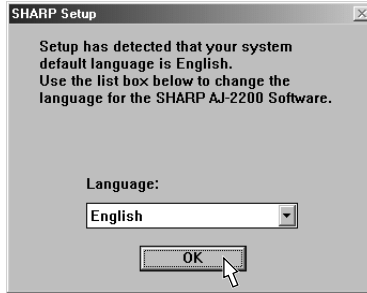 SHARP Setup
Setup has detected that your system
default language is English.
Use the list box below to change the
language for the SHARP AJ-2200 Software.
Language:
English
OK